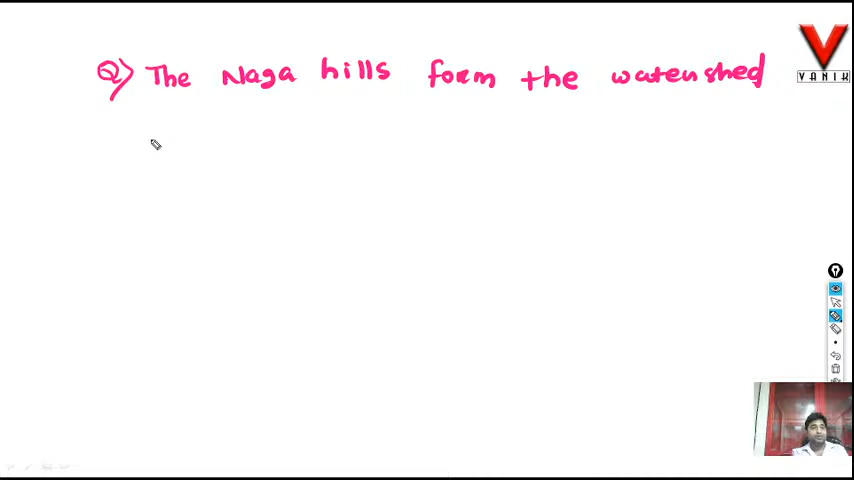 Q) The Naga hills form the watershed
VANIK